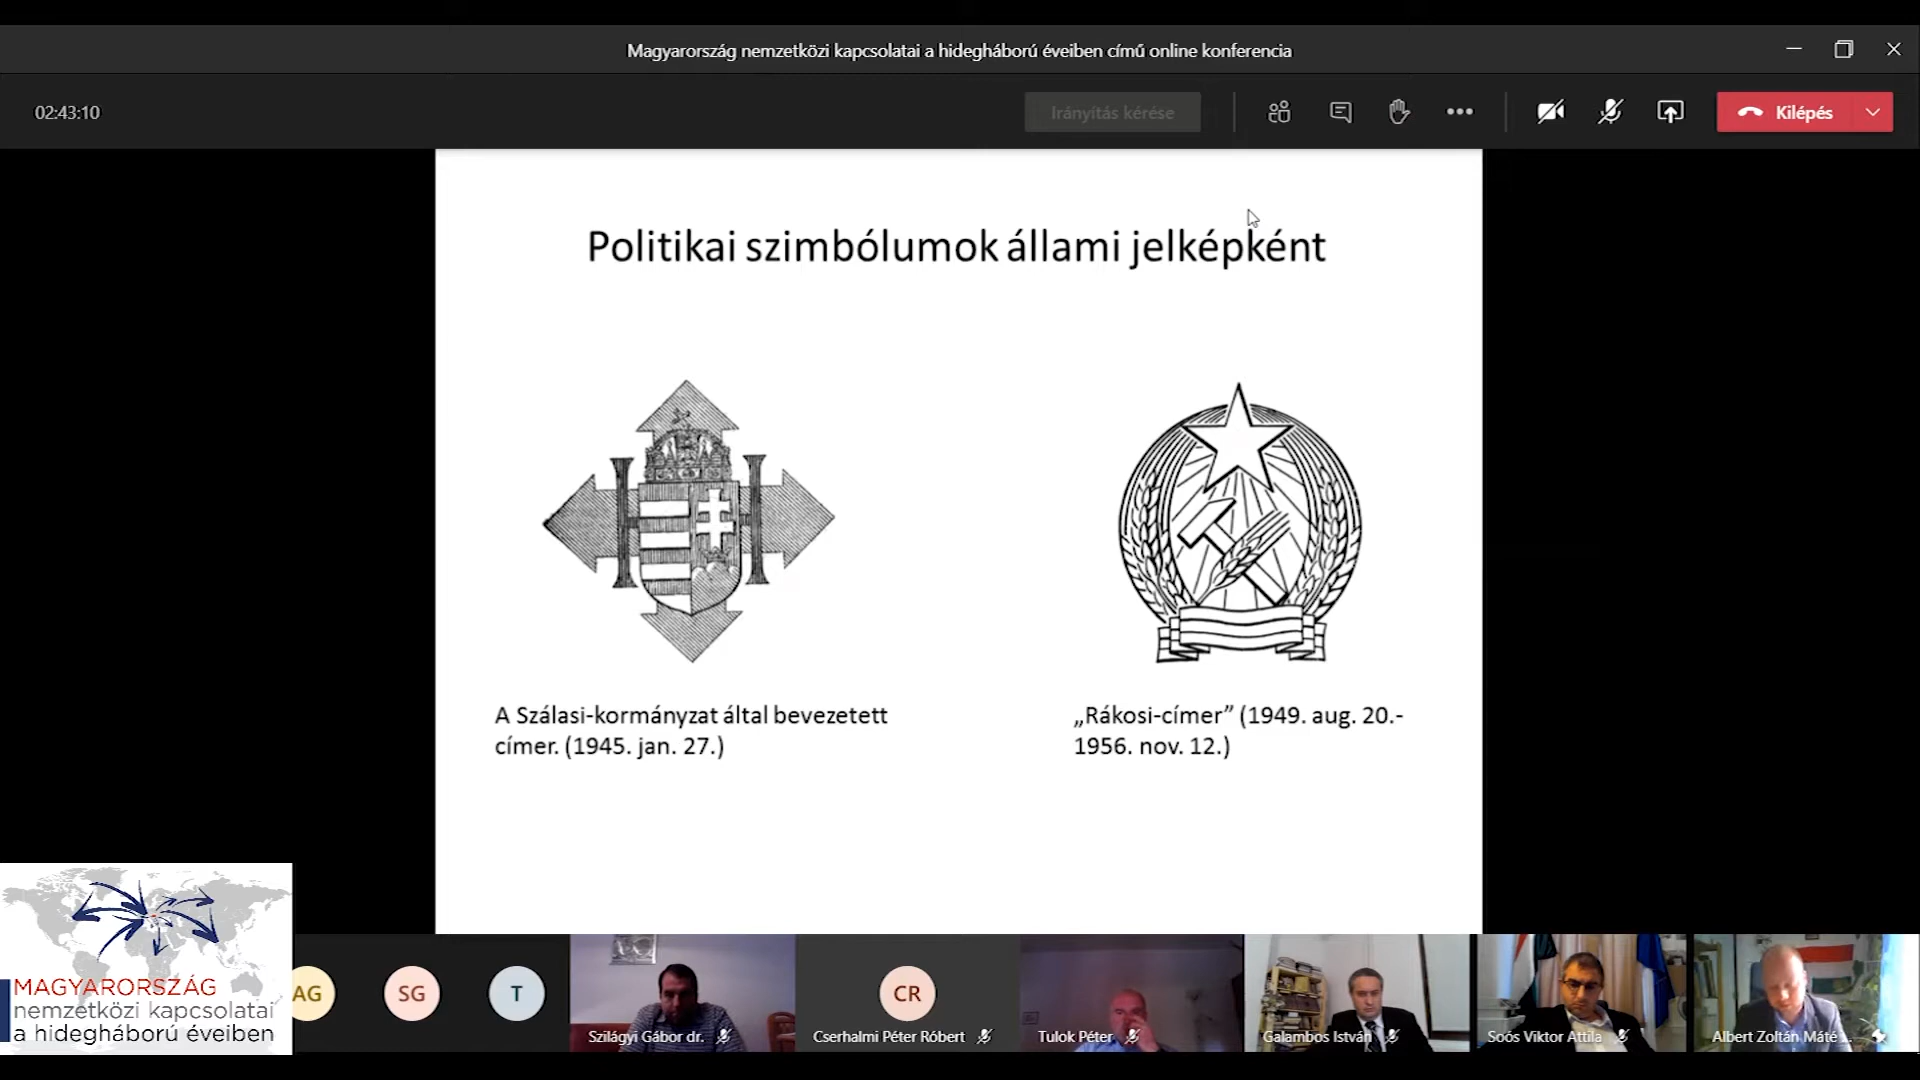 Magyarország nemzetközi kapcsolatai a hidegháború éveiben című online konferencia
02:43:10
Irányítás kérése
Kilépés
Politikai szimbólumok állami jelképként
A Szálasi-kormányzat által bevezetett
címer. (1945. jan. 27.)
„Rákosi-címer” (1949. aug. 20.-
1956. nov. 12.)
MAGYARORSZÁG
nemzetközi kapcsolatai
a hidegháború éveiben
AG
SG
T
Szilágyi Gábor dr.
CR
Cserhalmi Péter Róbert
Tulok Péter
Galambos István
Soós Viktor Attila
Albert Zoltán Máté ...